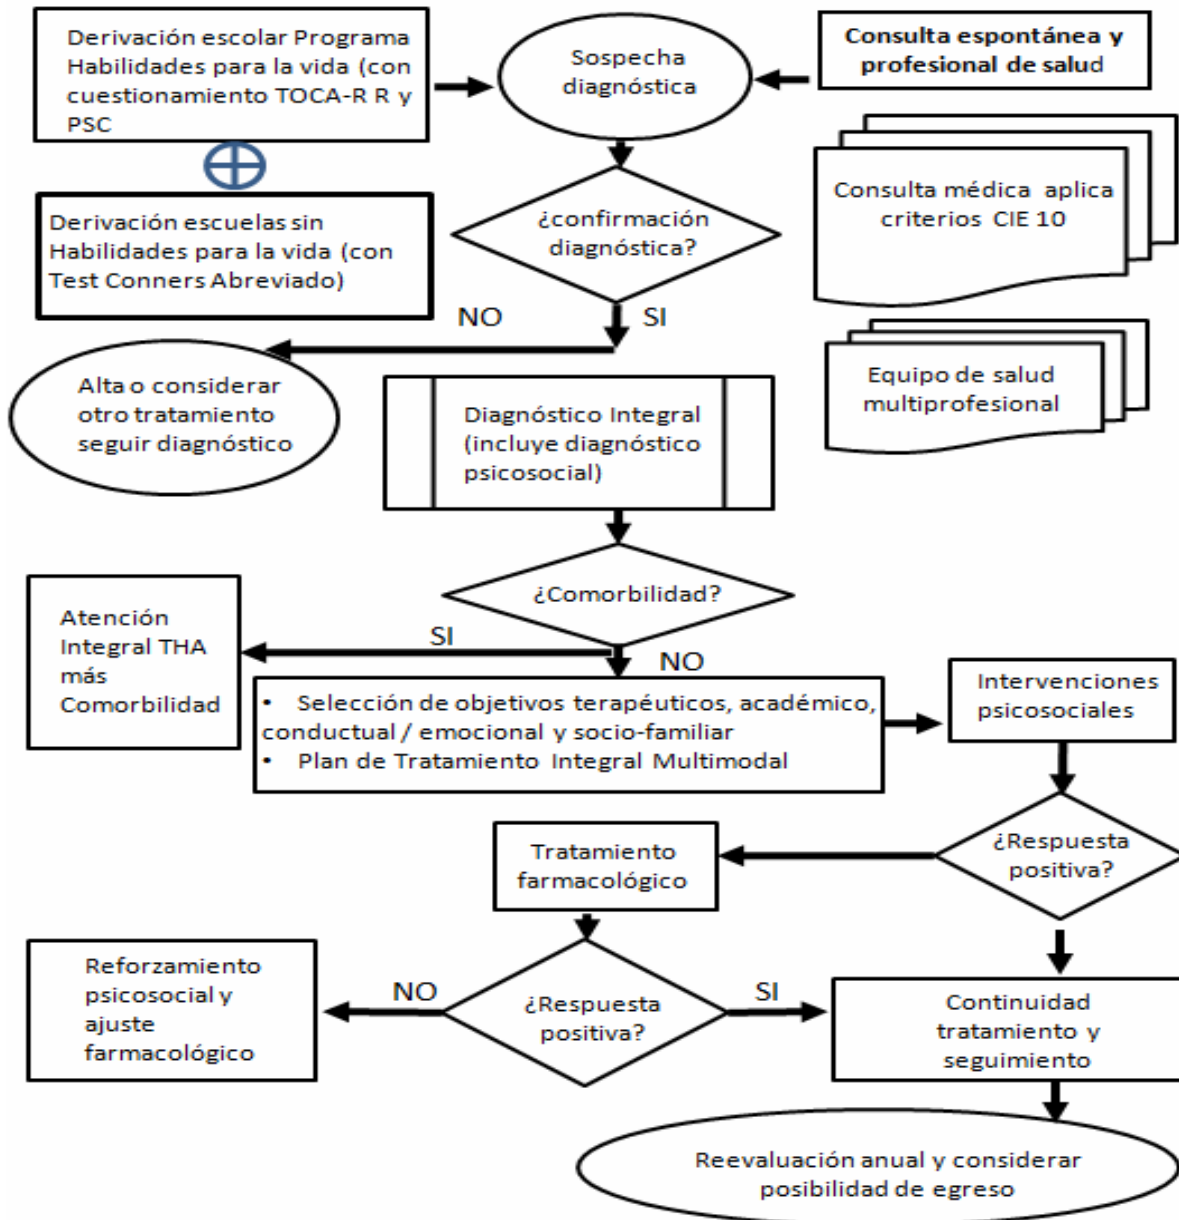 Derivación escolar Programa
Habilidades para la vida (con
cuestionamiento TOCA-R R y
PSC
Sospecha
diagnóstica
Consulta espontánea y
profesional de salud
Derivación escuelas sin
Habilidades para la vida (con
Test Conners Abreviado)
¿confirmación
diagnóstica?
Consulta médica aplica
criterios CIE 10
NO
SI
Alta o considerar
otro tratamiento
seguir diagnóstico
Diagnóstico Integral
(incluye diagnóstico
psicosocial)
Equipo de salud
multiprofesional
¿Comorbilidad?
Atención
Integral THA
más
Comorbilidad
SI
NO
• Selección de objetivos terapéuticos, académico,
conductual / emocional y socio-familiar
• Plan de Tratamiento Integral Multimodal
Intervenciones
psicosociales
¿Respuesta
positiva?
Tratamiento
farmacológico
Reforzamiento
psicosocial y
ajuste
farmacológico
NO
¿Respuesta
positiva?
SI
Continuidad
tratamiento y
seguimiento
Reevaluación anual y considerar
posibilidad de egreso